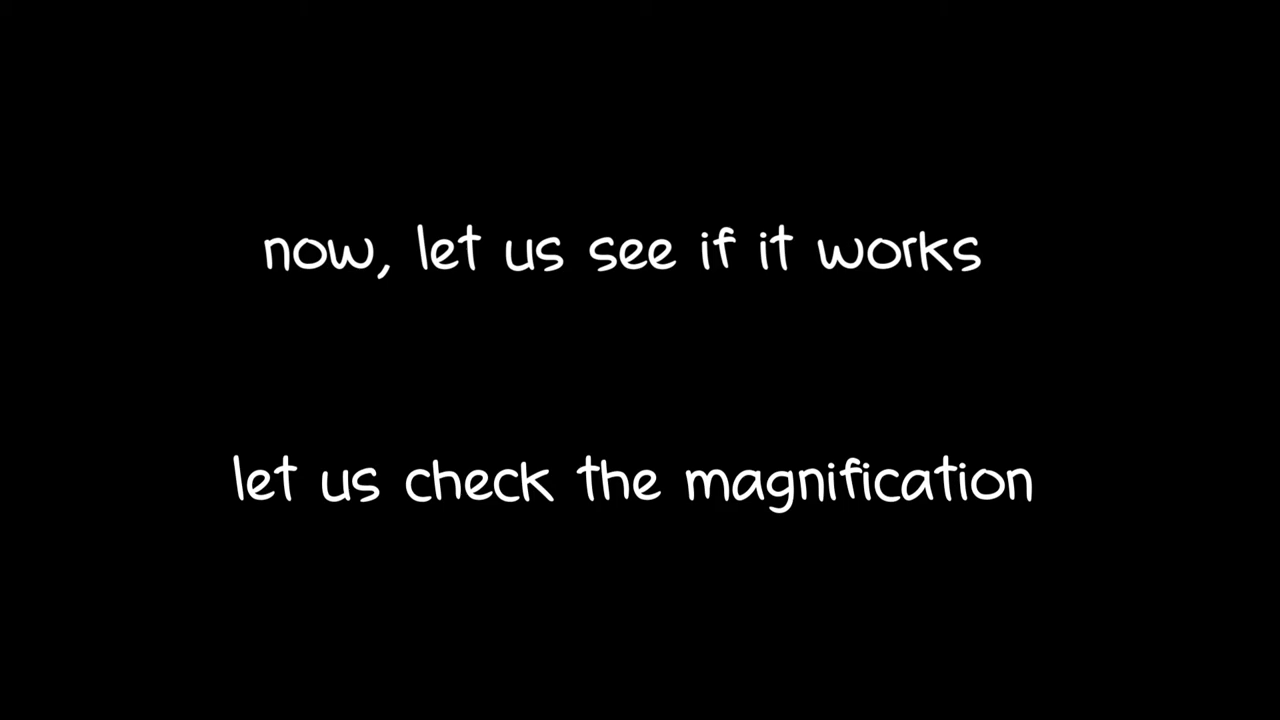 now, let us see if it works
let us check the magnification